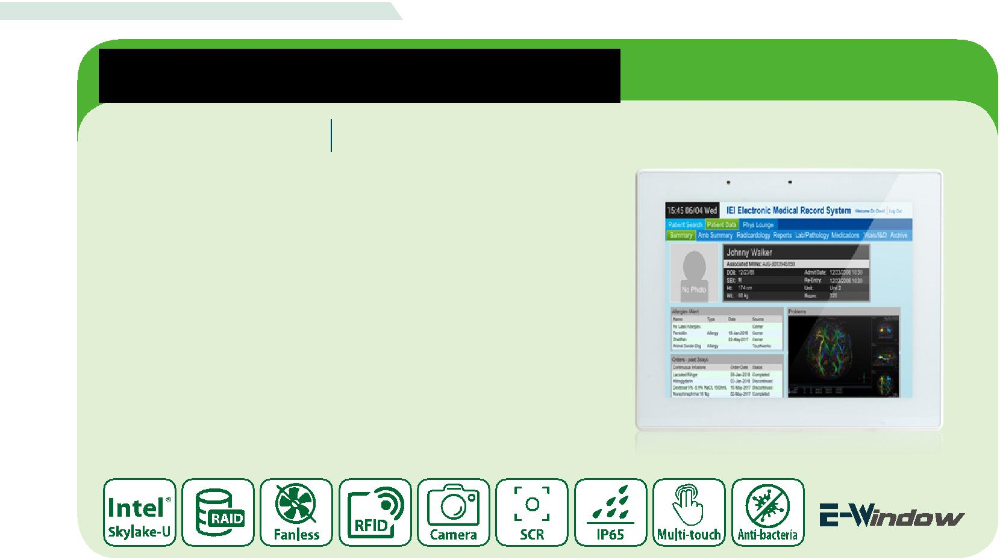 15:45 06/04 Wed
IEI Electronic Medical Record System
Welcome Dr. David | Log Out
Patient Search Patient Data Phys Lounge
Summary Amb Summary Rad/cardology Reports Lab/Pathology Medications Vitals/I&D Archive
Johnny Walker
Associated MRNs: AJG-3013945150
DOB: 12/23/86 Admit Date: 12/23/2006 10:30
SEX: M Re-Entry: 12/23/2006 10:30
Ht: 174 cm Unit: Unit 2
Wt: 68 kg Room: 326
No Photo
Allergies /Alert
Name Type Date Source
No Latex Allergies Cerner
Penicillin Allergy 18-Jan-2018 Cerner
Shellfish 22-May-2017 Cerner
Animal Dander-Dog Allergy Touchworks
Problems
Orders - past 3days
Continuous Infusions Order Date Status
Lactated Ringer 08-Jan-2018 Completed
Nitroglyderin 03-Jan-2018 Discontinued
Dextrose 5% -0.9% NaCl, 1000mL 10-May-2017 Discontinued
Norephinephrine 16 Mg 02-May-2017 Completed
Intel®
Skylake-U
RAID
Fanless
RFID
Camera
SCR
IP65
Multi-touch
Anti-bacteria
E-Window